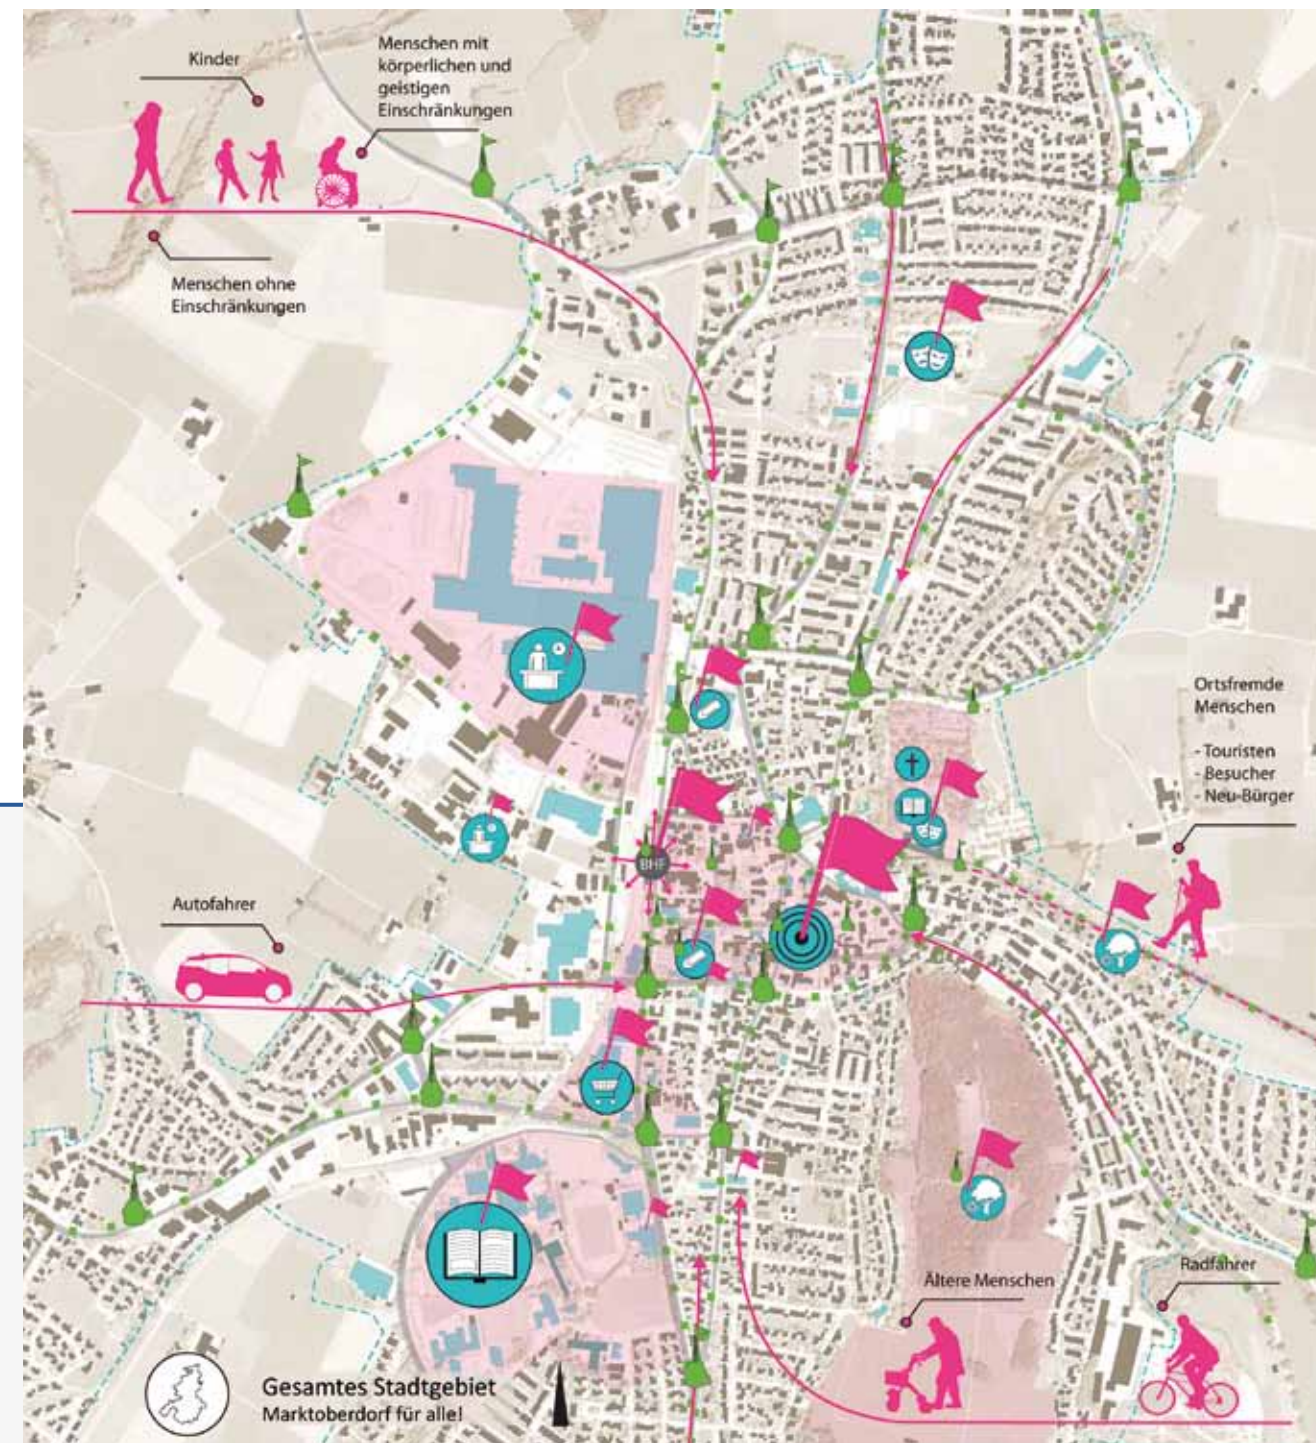 Kinder
Menschen mit
körperlichen und
geistigen
Einschränkungen
Menschen ohne
Einschränkungen
Ortsfremde
Menschen
- Touristen
- Besucher
- Neu-Bürger
BHF
Autofahrer
Radfahrer
Ältere Menschen
Gesamtes Stadtgebiet
Marktoberdorf für alle!